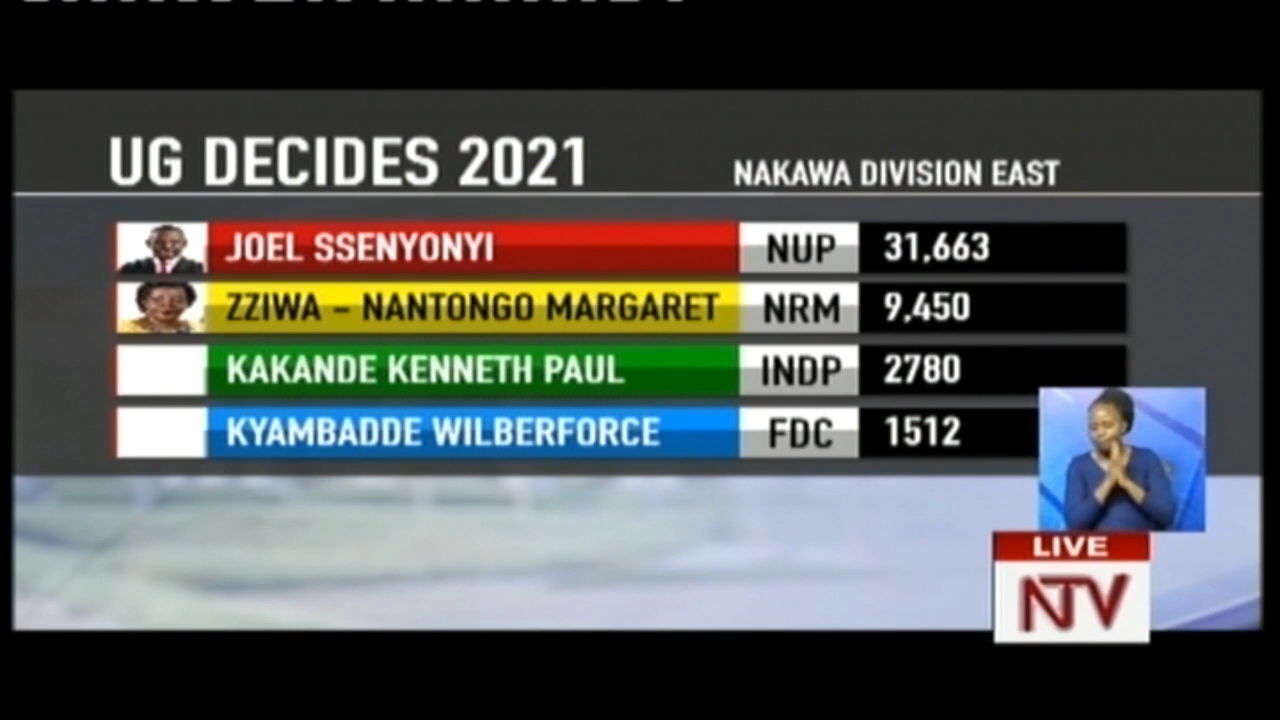 UG DECIDES 2021
NAKAWA DIVISION EAST
JOEL SSENYONYI NUP 31,663
ZZIWA – NANTONGO MARGARET NRM 9,450
KAKANDE KENNETH PAUL INDP 2780
KYAMBADDE WILBERFORCE FDC 1512
LIVE
NTV